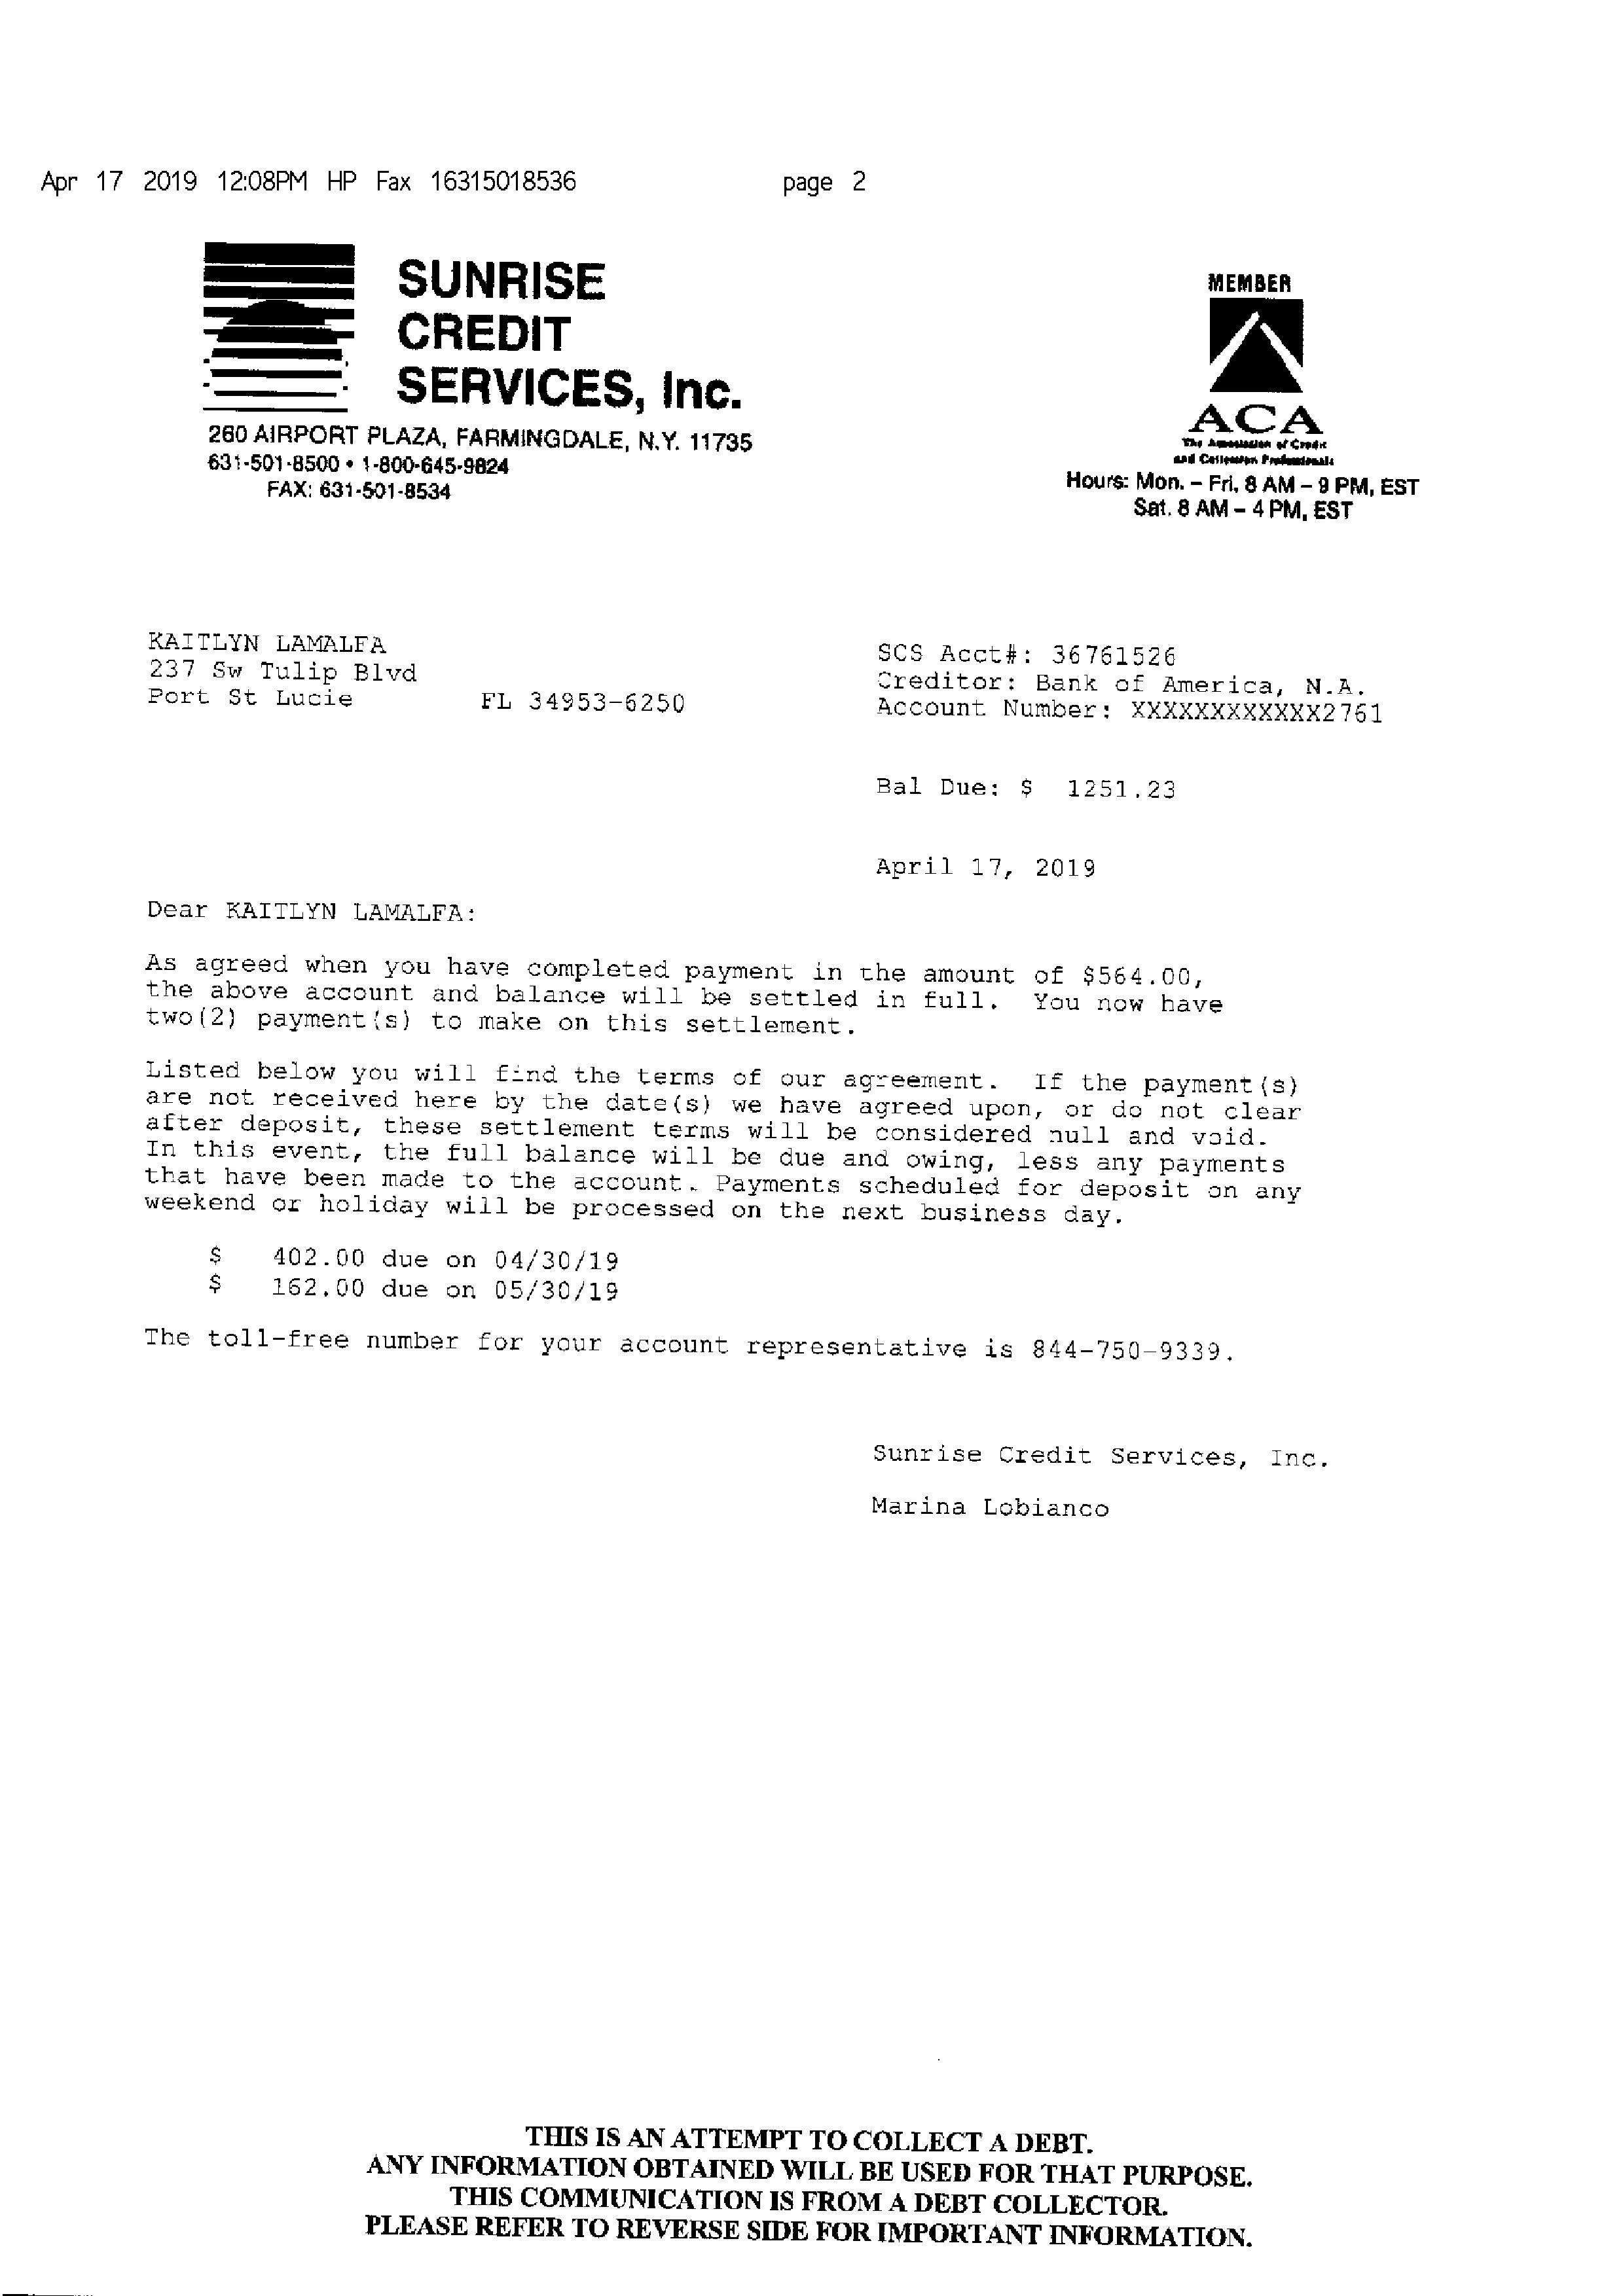 Apr 17 2019 12:08PM HP Fax 16315018536 page 2
SUNRISE
CREDIT
SERVICES, Inc.
260 AIRPORT PLAZA, FARMINGDALE, N.Y. 11735
631-501-8500 • 1-800-645-9824
FAX: 631-501-8534
MEMBER
ACA
The Association of Credit
and Collection Professionals
Hours: Mon. – Fri. 8 AM – 9 PM, EST
Sat. 8 AM – 4 PM, EST
KAITLYN LAMALFA
237 Sw Tulip Blvd
Port St Lucie FL 34953-6250
SCS Acct#: 36761526
Creditor: Bank of America, N.A.
Account Number: XXXXXXXXXXXX2761
Bal Due: $ 1251.23
April 17, 2019
Dear KAITLYN LAMALFA:
As agreed when you have completed payment in the amount of $564.00,
the above account and balance will be settled in full. You now have
two(2) payment(s) to make on this settlement.
Listed below you will find the terms of our agreement. If the payment(s)
are not received here by the date(s) we have agreed upon, or do not clear
after deposit, these settlement terms will be considered null and void.
In this event, the full balance will be due and owing, less any payments
that have been made to the account. Payments scheduled for deposit on any
weekend or holiday will be processed on the next business day.
$ 402.00 due on 04/30/19
$ 162.00 due on 05/30/19
The toll-free number for your account representative is 844-750-9339.
Sunrise Credit Services, Inc.
Marina Lobianco
THIS IS AN ATTEMPT TO COLLECT A DEBT.
ANY INFORMATION OBTAINED WILL BE USED FOR THAT PURPOSE.
THIS COMMUNICATION IS FROM A DEBT COLLECTOR.
PLEASE REFER TO REVERSE SIDE FOR IMPORTANT INFORMATION.